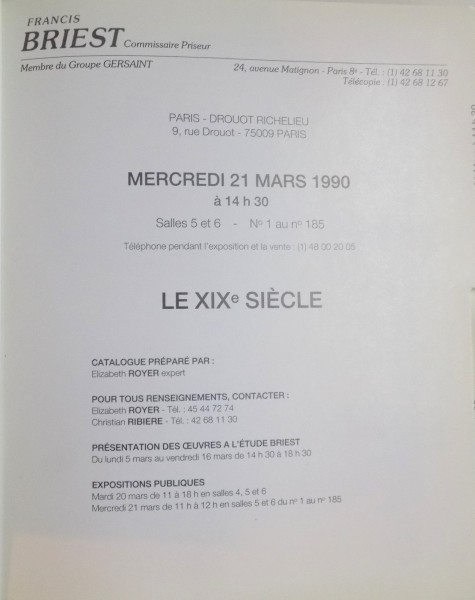 FRANCIS
BRIEST Commissaire Priseur
Membre du Groupe GERSAINT
24, avenue Matignon - Paris 8e - Tél. : (1) 42 68 11 30
Télécopie : (1) 42 68 12 67
PARIS - DROUOT RICHELIEU
9, rue Drouot - 75009 PARIS
MERCREDI 21 MARS 1990
à 14 h 30
Salles 5 et 6 - No 1 au no 185
Téléphone pendant l'exposition et la vente : (1) 48 00 20 05
LE XIXe SIÈCLE
CATALOGUE PRÉPARÉ PAR :
Elizabeth ROYER expert
POUR TOUS RENSEIGNEMENTS, CONTACTER :
Elizabeth ROYER - Tél. : 45 44 72 74
Christian RIBIERE - Tél. : 42 68 11 30
PRÉSENTATION DES ŒUVRES A L'ÉTUDE BRIEST
Du lundi 5 mars au vendredi 16 mars de 14 h 30 à 18 h 30
EXPOSITIONS PUBLIQUES
Mardi 20 mars de 11 à 18 h en salles 4, 5 et 6
Mercredi 21 mars de 11 h à 12 h en salles 5 et 6 du no 1 au no 185